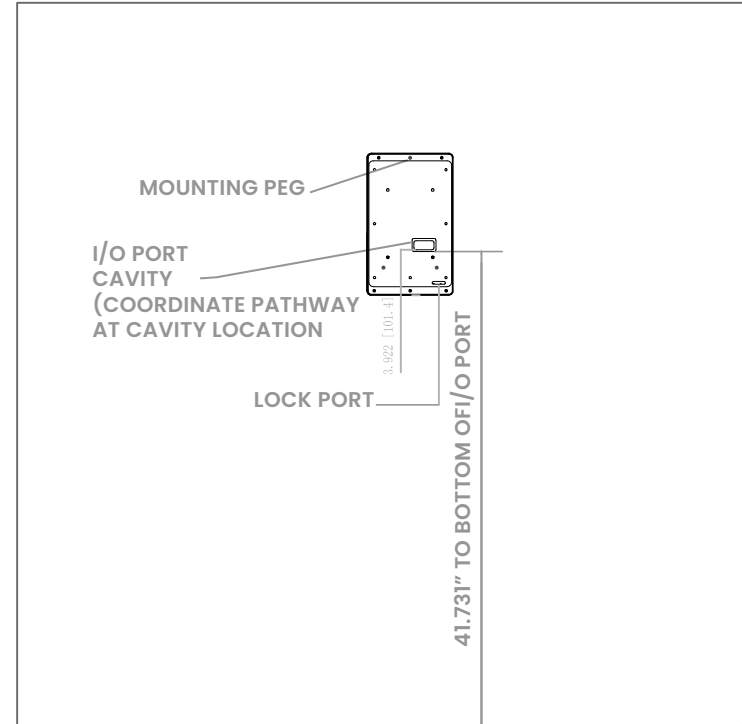 MOUNTING PEG
I/O PORT
CAVITY
(COORDINATE PATHWAY
AT CAVITY LOCATION
3.922 [101.4]
LOCK PORT
41.731" TO BOTTOM OFI/O PORT